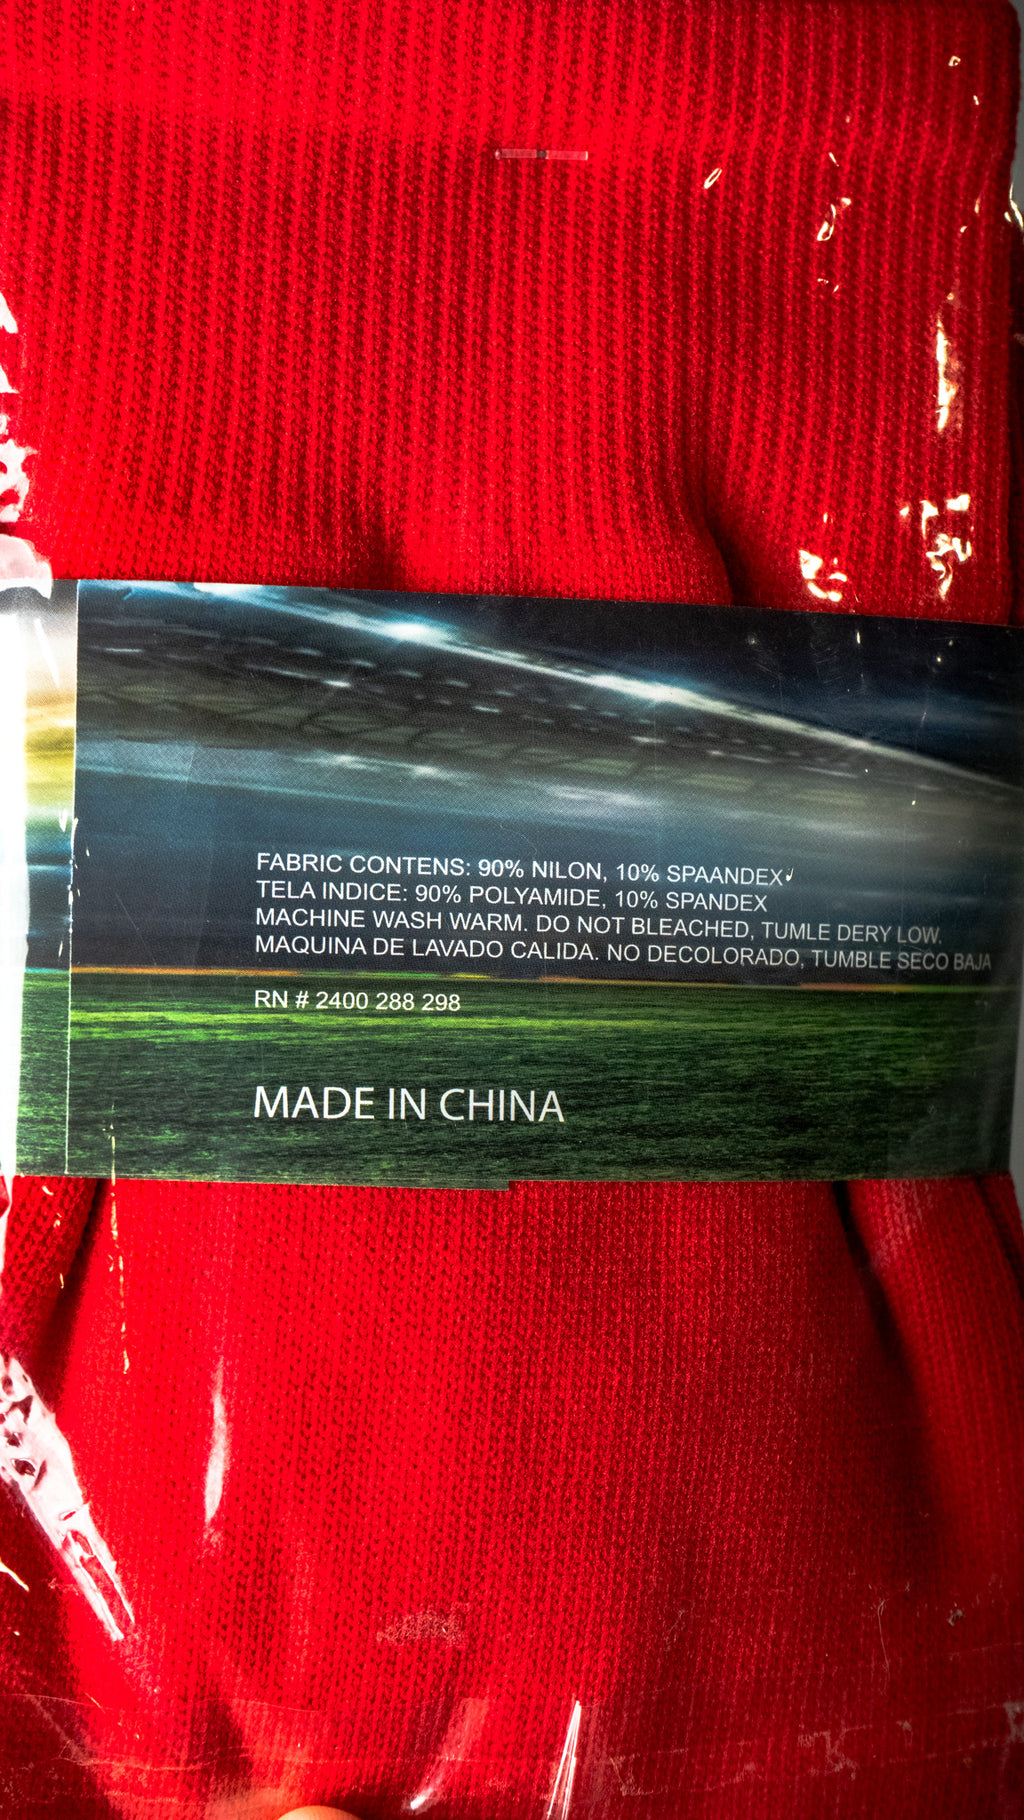 FABRIC CONTENS: 90% NILON, 10% SPAANDEX
TELA INDICE: 90% POLYAMIDE, 10% SPANDEX
MACHINE WASH WARM. DO NOT BLEACHED, TUMLE DERY LOW.
MAQUINA DE LAVADO CALIDA. NO DECOLORADO, TUMBLE SECO BAJA
RN # 2400 288 298
MADE IN CHINA